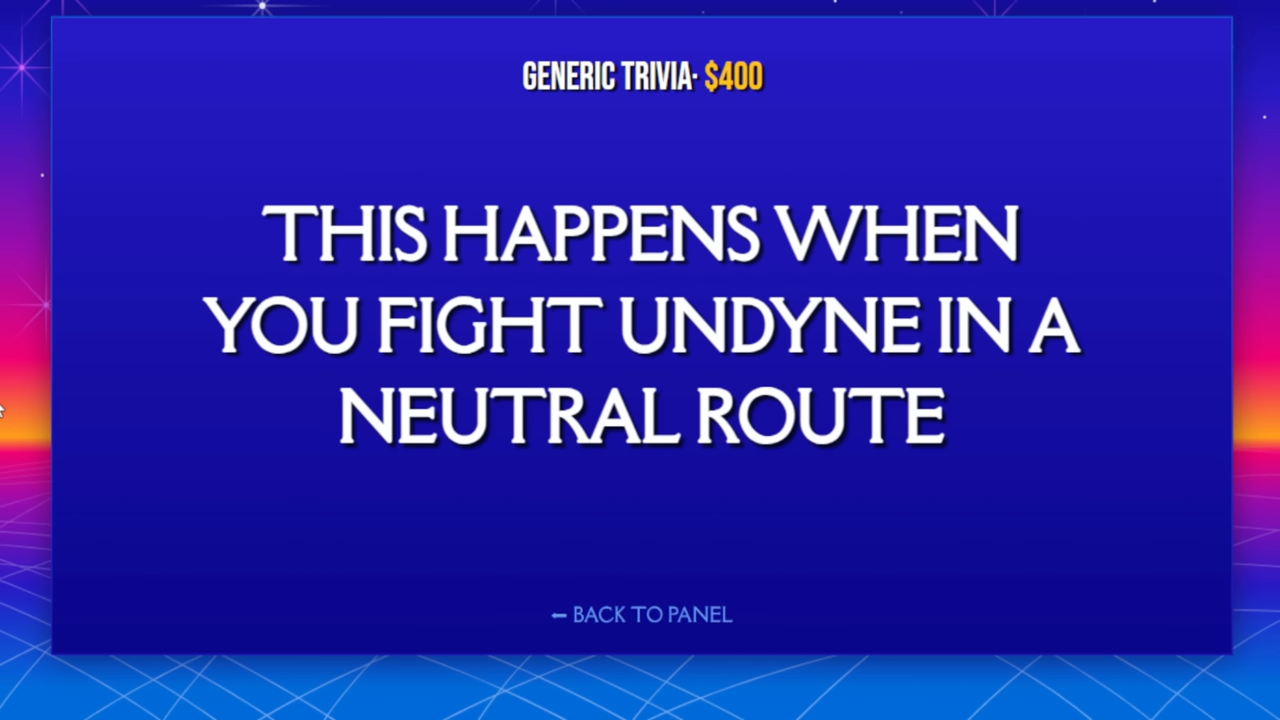 GENERIC TRIVIA· $400
THIS HAPPENS WHEN
YOU FIGHT UNDYNE IN A
NEUTRAL ROUTE
← BACK TO PANEL